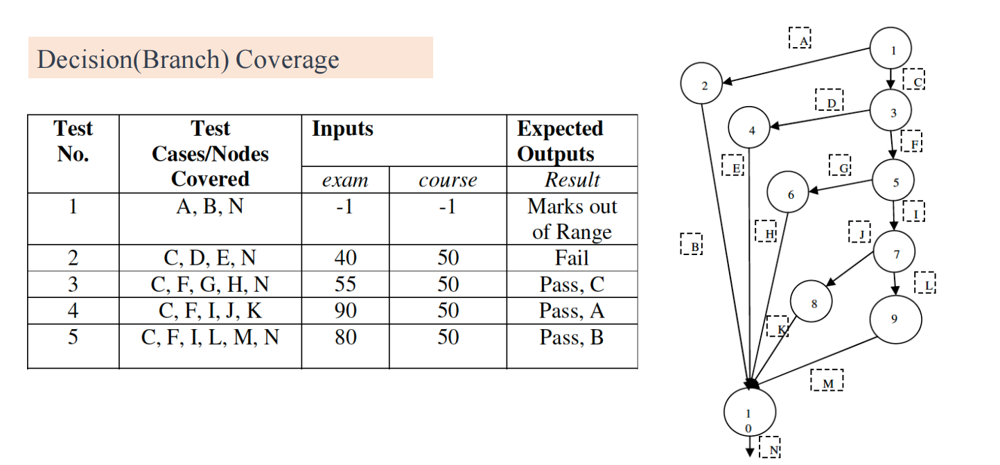 Decision(Branch) Coverage
Test No.
Test Cases/Nodes Covered
Inputs
Expected Outputs
exam
course
Result
1
A, B, N
-1
-1
Marks out of Range
2
C, D, E, N
40
50
Fail
3
C, F, G, H, N
55
50
Pass, C
4
C, F, I, J, K
90
50
Pass, A
5
C, F, I, L, M, N
80
50
Pass, B
A
1
2
C
D
3
4
F
E
G
5
6
I
H
J
B
7
L
8
9
K
M
1
0
N